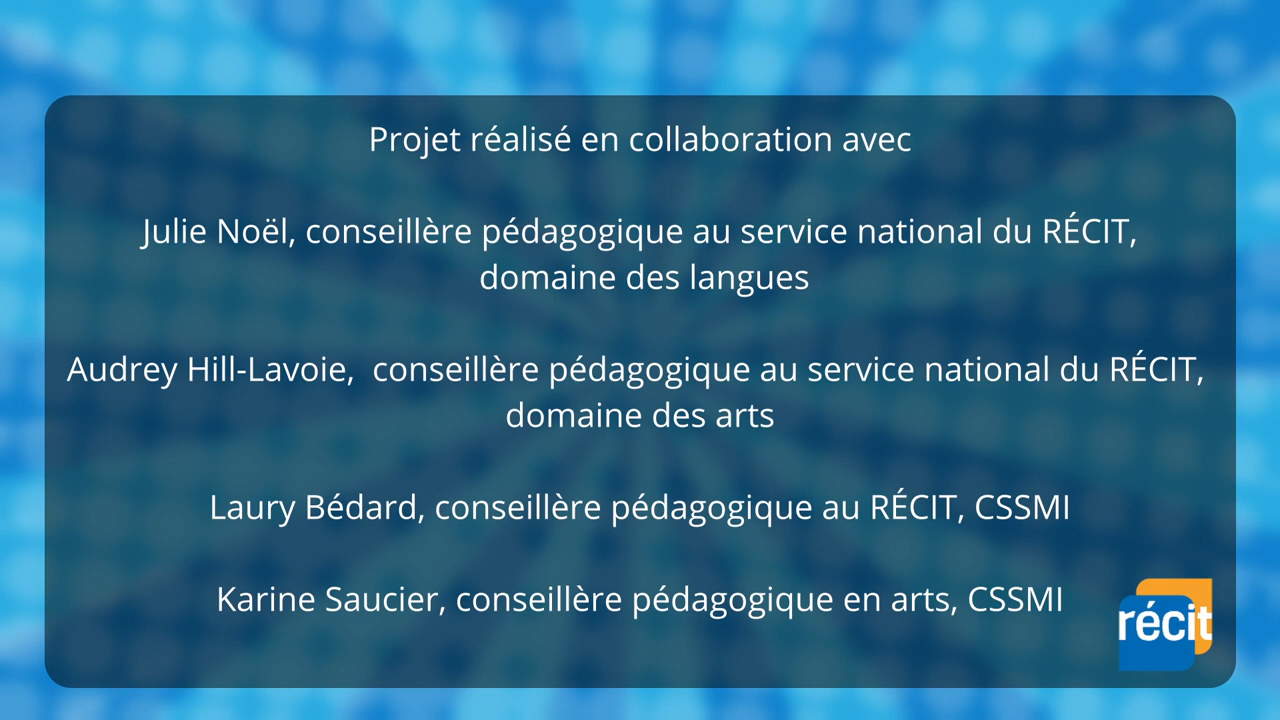 Projet réalisé en collaboration avec
Julie Noël, conseillère pédagogique au service national du RÉCIT,
domaine des langues
Audrey Hill-Lavoie,  conseillère pédagogique au service national du RÉCIT,
domaine des arts
Laury Bédard, conseillère pédagogique au RÉCIT, CSSMI
Karine Saucier, conseillère pédagogique en arts, CSSMI
récit